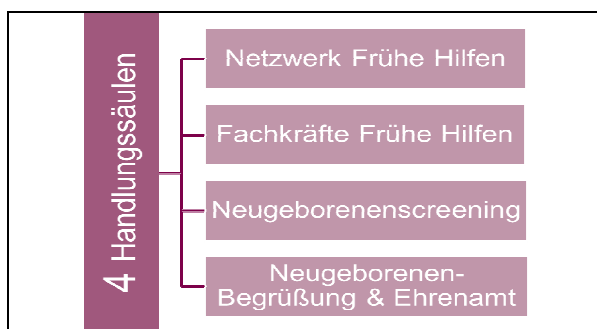 4 Handlungssäulen
Netzwerk Frühe Hilfen
Fachkräfte Frühe Hilfen
Neugeborenenscreening
Neugeborenen-
Begrüßung & Ehrenamt